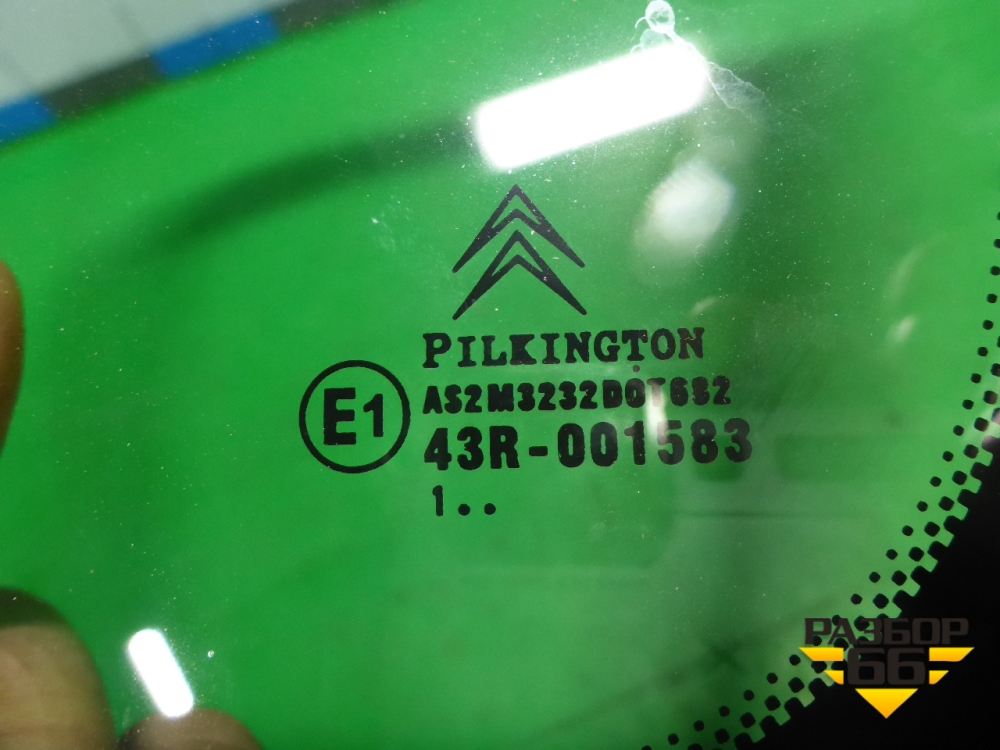 PILKINGTON
E1
AS2M3232DOT682
43R-001583
1..
РАЗБОР
66